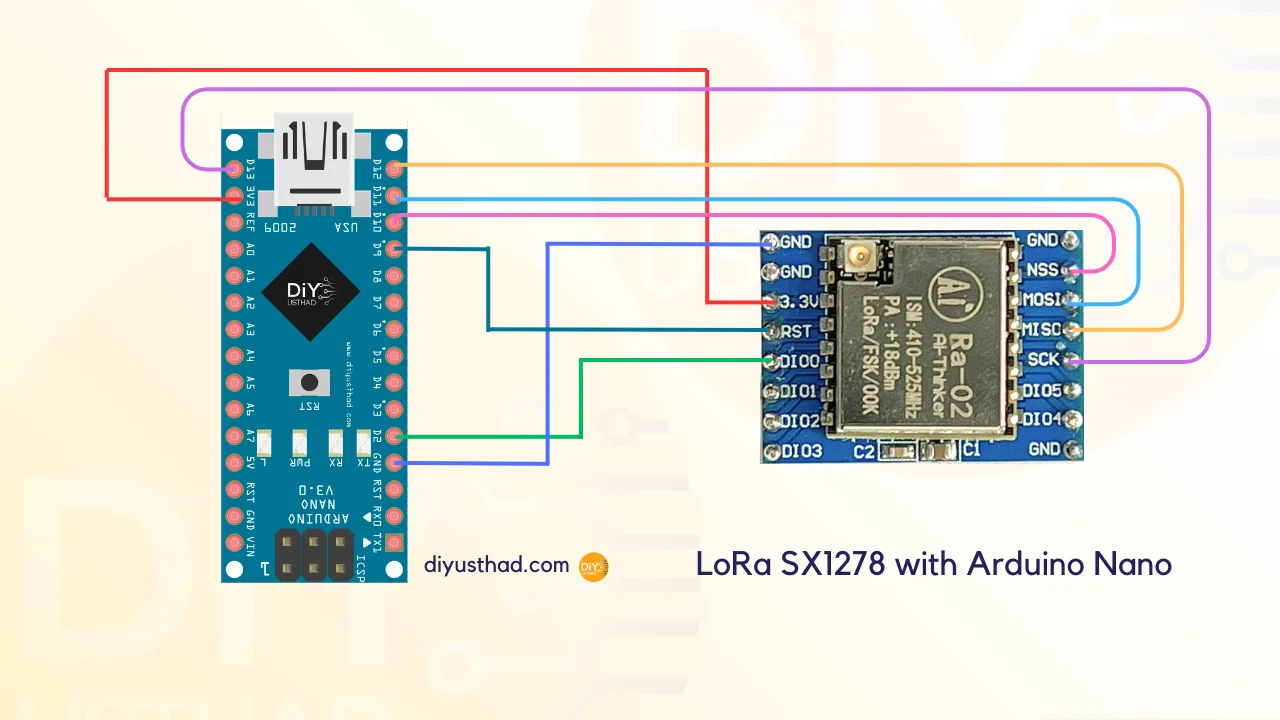 D13
3V3
REF
A0
A1
A2
A3
A4
A5
A6
A7
5V
RST
GND
VIN
D12
D11
D10
D9
D8
D7
D6
D5
D4
D3
D2
GND
RST
RX0
TX1
USA
2009
DiY
USTHAD
www.diyusthad.com
RST
TX
RX
PWR
L
ARDUINO
NANO
V3.0
1
ICSP
GND
GND
3.3V
RST
DIO0
DIO1
DIO2
DIO3
GND
NSS
MOSI
MISO
SCK
DIO5
DIO4
GND
Ai
Ra-02
AI-Thinker
ISM:410-525MHz
PA:+18dBm
LoRa/FSK/OOK
C2
C1
diyusthad.com
DiY
LoRa SX1278 with Arduino Nano
DiY
DiY
USTHAD